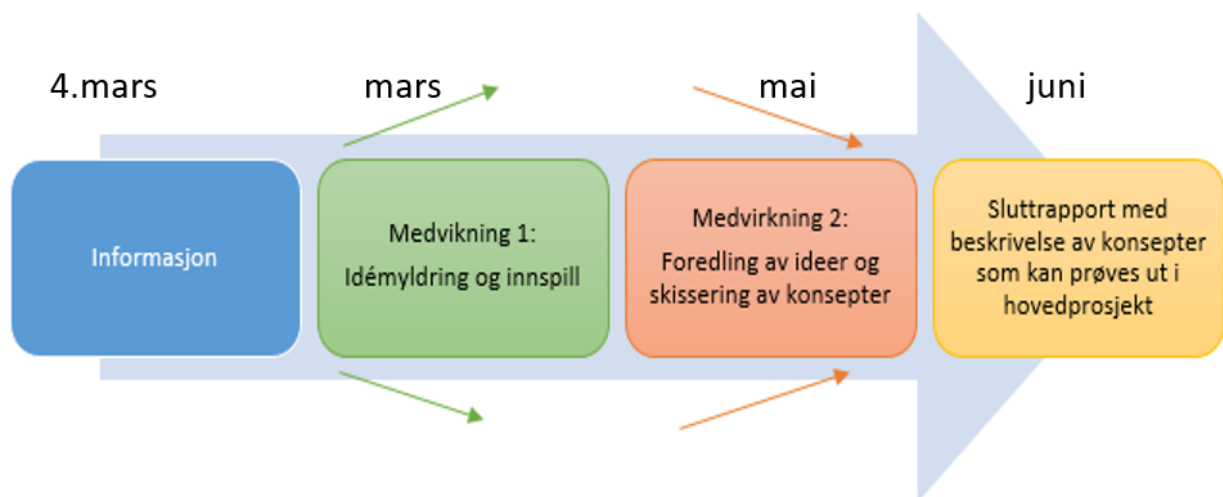 4.mars
mars
mai
juni
Informasjon
Medvikning 1:
Idémyldring og innspill
Medvirkning 2:
Foredling av ideer og
skissering av konsepter
Sluttrapport med
beskrivelse av konsepter
som kan prøves ut i
hovedprosjekt